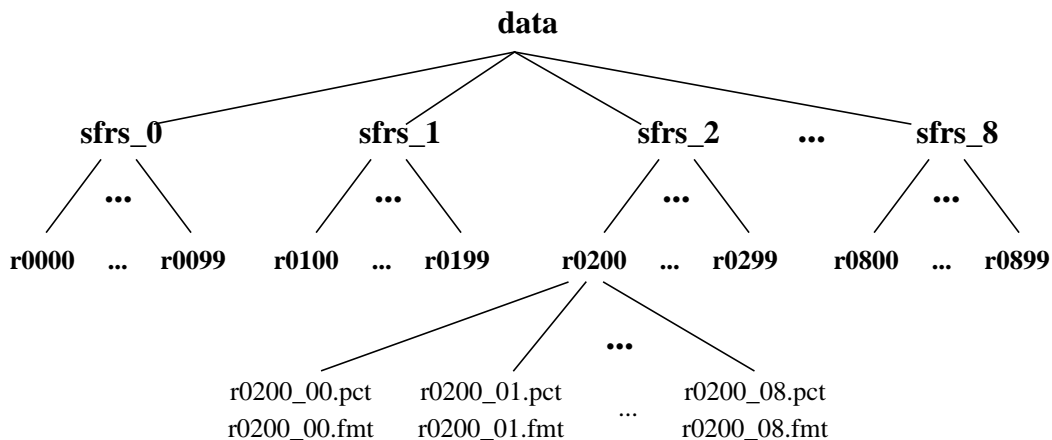 data
sfrs_0 sfrs_1 sfrs_2 ... sfrs_8
... ... ... ...
r0000 ... r0099 r0100 ... r0199 r0200 ... r0299 r0800 ... r0899
...
r0200_00.pct r0200_01.pct r0200_08.pct
...
r0200_00.fmt r0200_01.fmt r0200_08.fmt